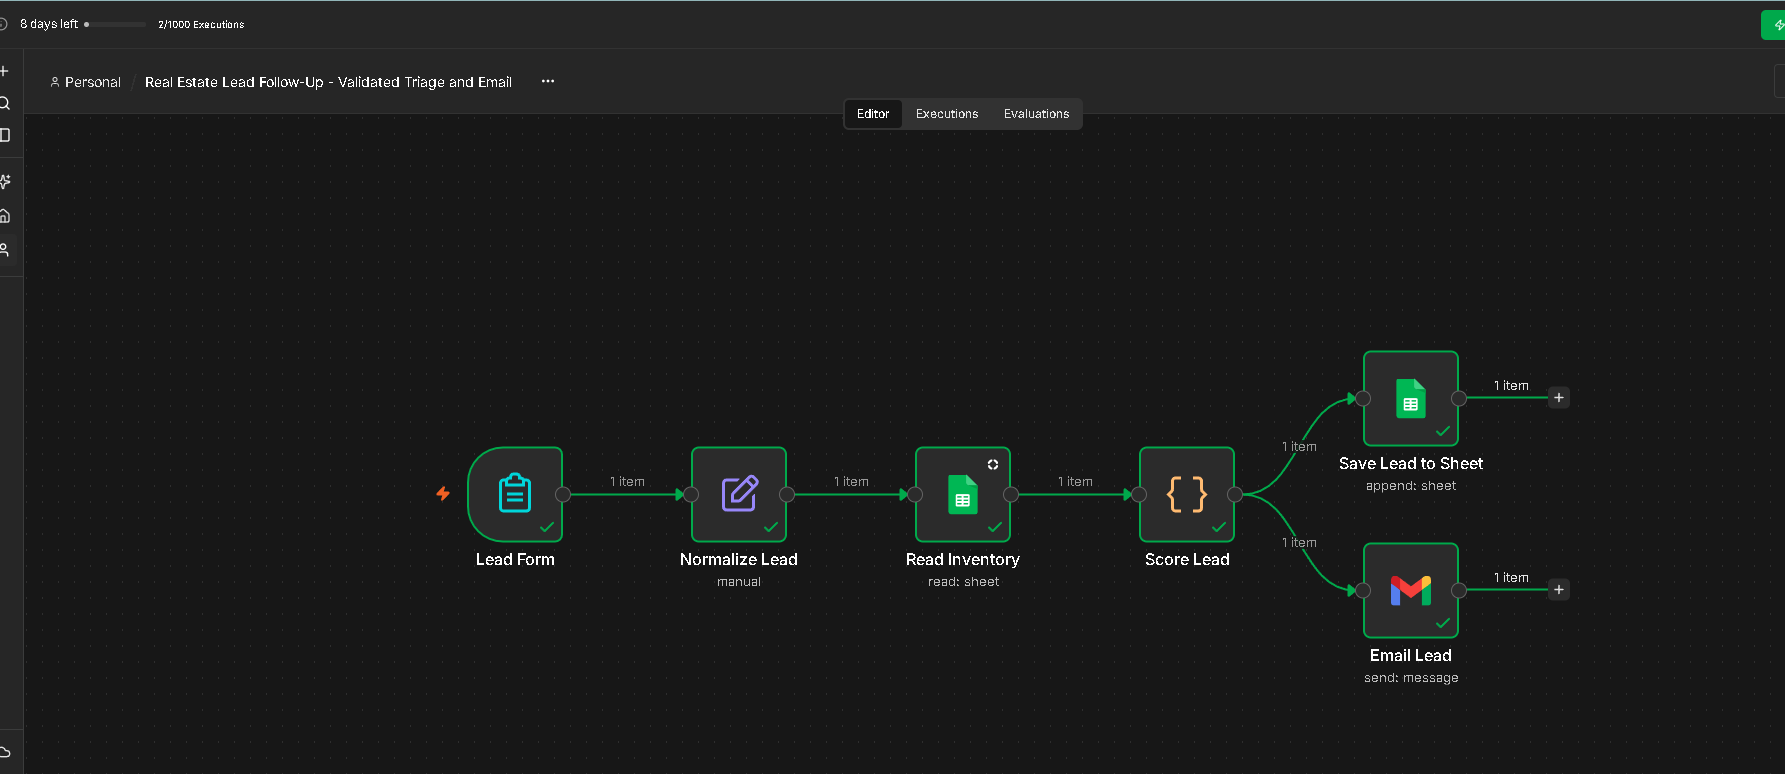 8 days left 2/1000 Executions
Personal / Real Estate Lead Follow-Up - Validated Triage and Email ...
Editor Executions Evaluations
1 item
1 item
1 item
1 item
1 item
1 item
1 item
Lead Form
Normalize Lead
manual
Read Inventory
read: sheet
Score Lead
Save Lead to Sheet
append: sheet
Email Lead
send: message